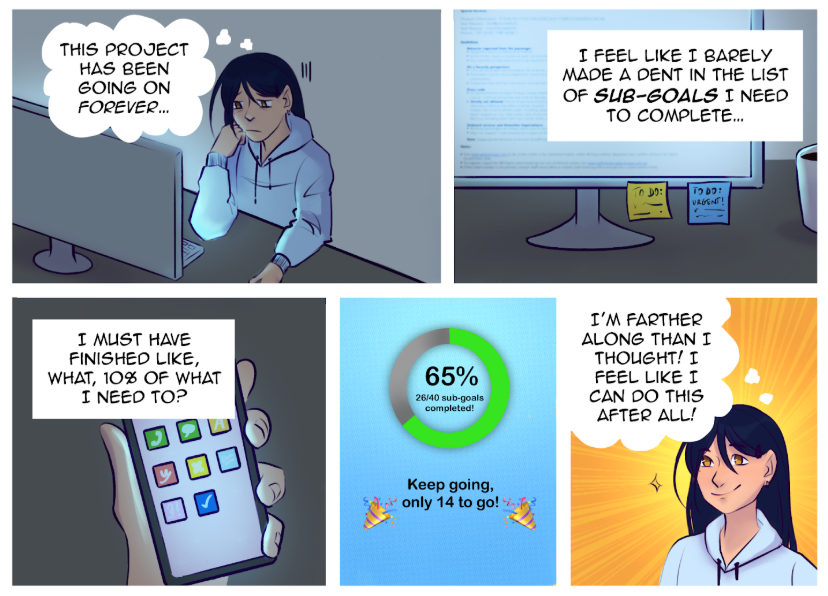 THIS PROJECT
HAS BEEN
GOING ON
FOREVER...
I FEEL LIKE I BARELY
MADE A DENT IN THE LIST
OF SUB-GOALS I NEED
TO COMPLETE...
TO DO:
TO DO:
URGENT!
I MUST HAVE
FINISHED LIKE,
WHAT, 10% OF WHAT
I NEED TO?
65%
26/40 sub-goals
completed!
Keep going,
only 14 to go!
I'M FARTHER
ALONG THAN I
THOUGHT! I
FEEL LIKE I
CAN DO THIS
AFTER ALL!